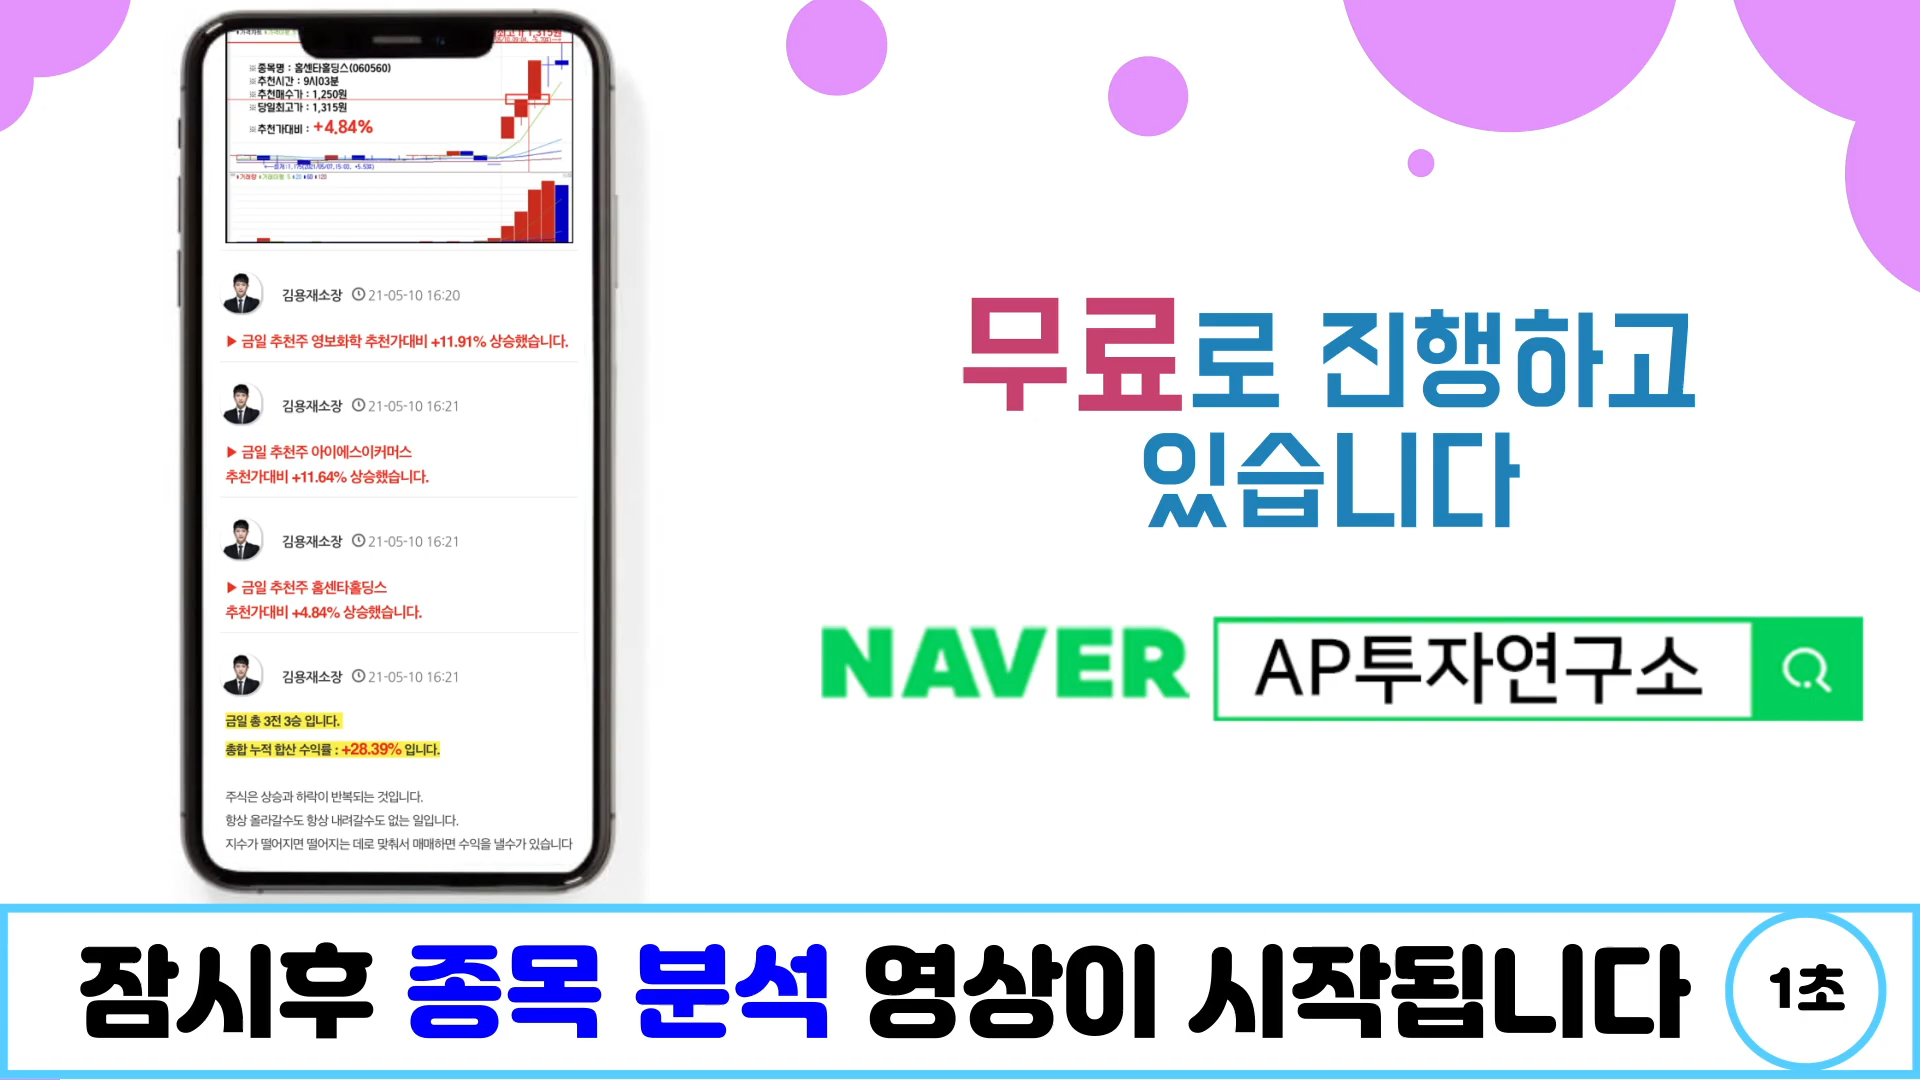 ※종목명 : 홈센타홀딩스(060560)
※추천시간 : 9시03분
※추천매수가 : 1,250원
※당일최고가 : 1,315원
※추천가대비 : +4.84%
김용재소장 21-05-10 16:20
▶ 금일 추천주 영보화학 추천가대비 +11.91% 상승했습니다.
김용재소장 21-05-10 16:21
▶ 금일 추천주 아이에스이커머스
추천가대비 +11.64% 상승했습니다.
김용재소장 21-05-10 16:21
▶ 금일 추천주 홈센타홀딩스
추천가대비 +4.84% 상승했습니다.
김용재소장 21-05-10 16:21
금일 총 3전 3승 입니다.
총합 누적 합산 수익률 : +28.39% 입니다.
주식은 상승과 하락이 반복되는 것입니다.
항상 올라갈수도 항상 내려갈수도 없는 일입니다.
지수가 떨어지면 떨어지는 데로 맞춰서 매매하면 수익을 낼수가 있습니다
무료로 진행하고
있습니다
NAVER AP투자연구소
잠시후 종목 분석 영상이 시작됩니다 1초